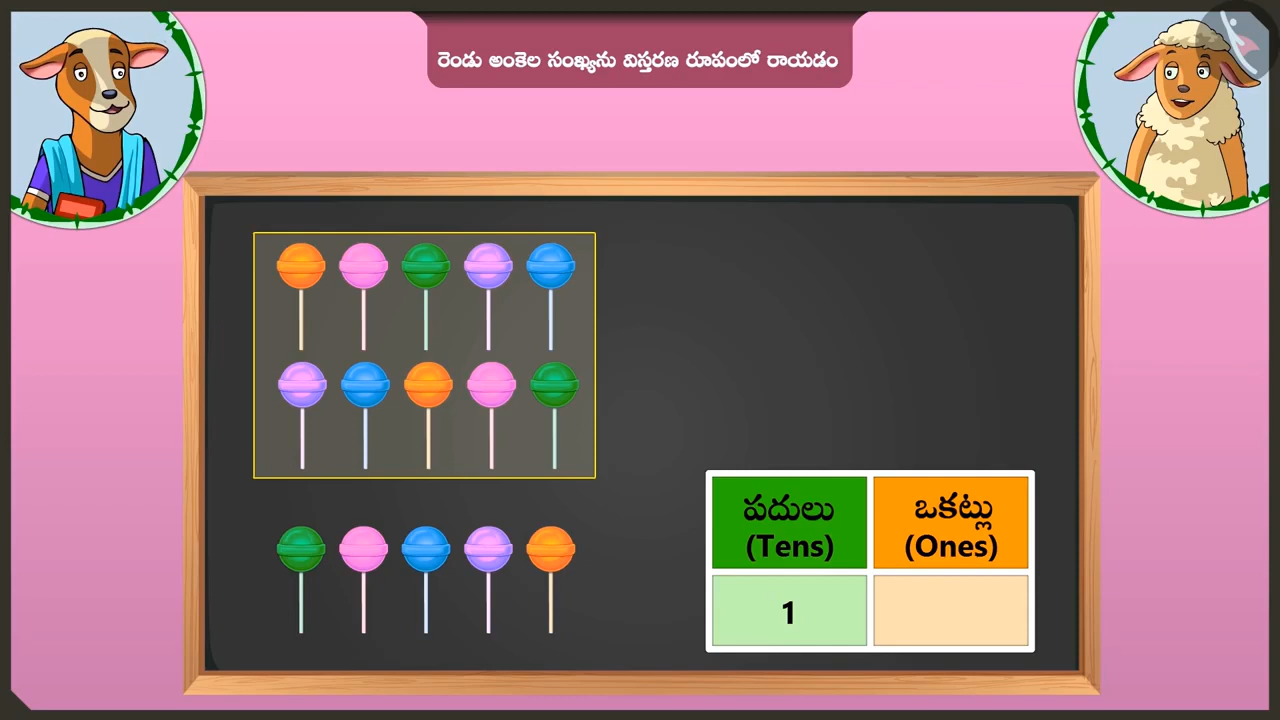 రెండు అంకెల సంఖ్యను విస్తరణ రూపంలో రాయడం
పదులు ఒకట్లు
(Tens) (Ones)
1